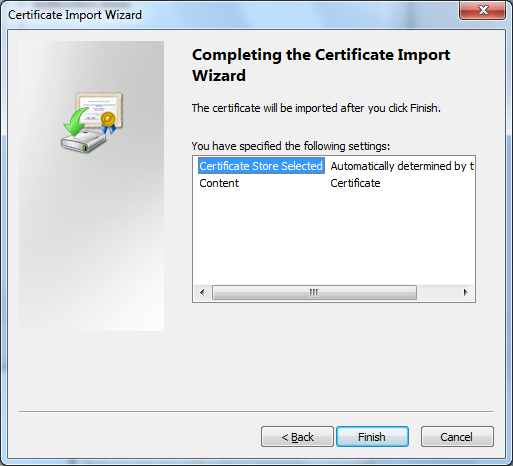 Certificate Import Wizard
Completing the Certificate Import
Wizard
The certificate will be imported after you click Finish.
You have specified the following settings:
Certificate Store Selected Automatically determined by t
Content Certificate
< Back Finish Cancel